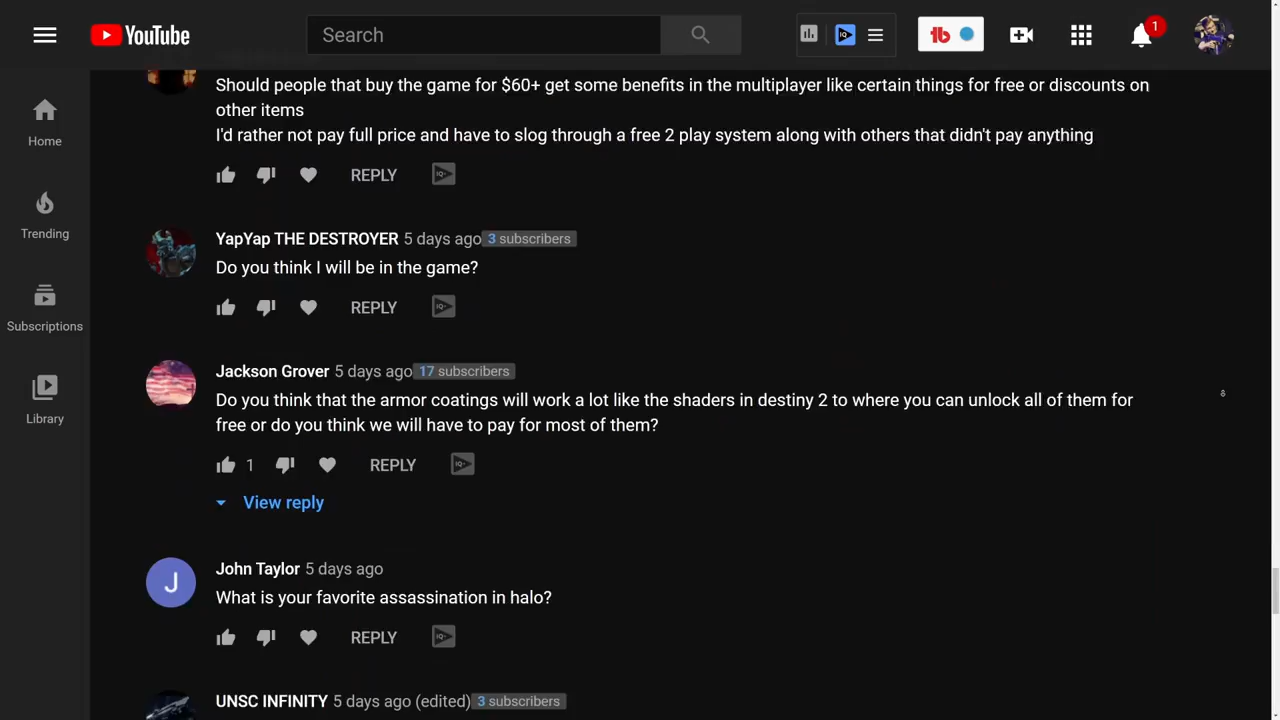 YouTube
Search
1
Should people that buy the game for $60+ get some benefits in the multiplayer like certain things for free or discounts on
other items
I'd rather not pay full price and have to slog through a free 2 play system along with others that didn't pay anything
REPLY
Home
Trending
Subscriptions
Library
YapYap THE DESTROYER 5 days ago 3 subscribers
Do you think I will be in the game?
REPLY
Jackson Grover 5 days ago 17 subscribers
Do you think that the armor coatings will work a lot like the shaders in destiny 2 to where you can unlock all of them for
free or do you think we will have to pay for most of them?
1 REPLY
View reply
J
John Taylor 5 days ago
What is your favorite assassination in halo?
REPLY
UNSC INFINITY 5 days ago (edited) 3 subscribers